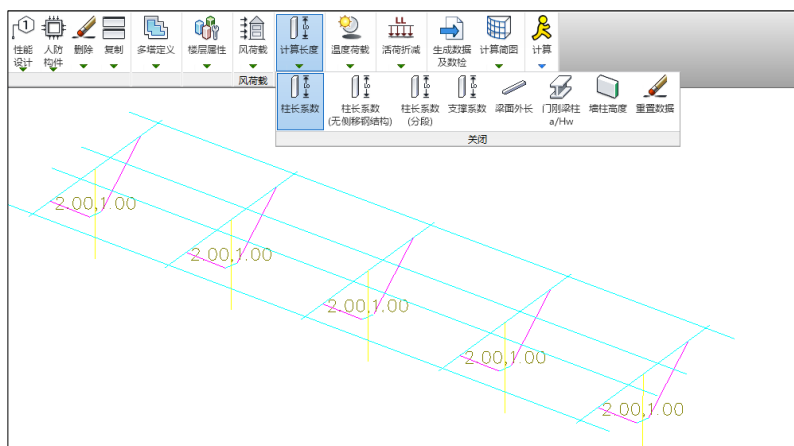 性能设计 人防构件 删除 复制 多塔定义 楼层属性 风荷载 计算长度 温度荷载 活荷折减 生成数据及数检 计算简图 计算
风荷载
柱长系数 柱长系数(无侧移钢结构) 柱长系数(分段) 支撑系数 梁面外长 门刚梁柱a/Hw 墙柱高度 重置数据
关闭
2.00,1.00
2.00,1.00
2.00,1.00
2.00,1.00
2.00,1.00